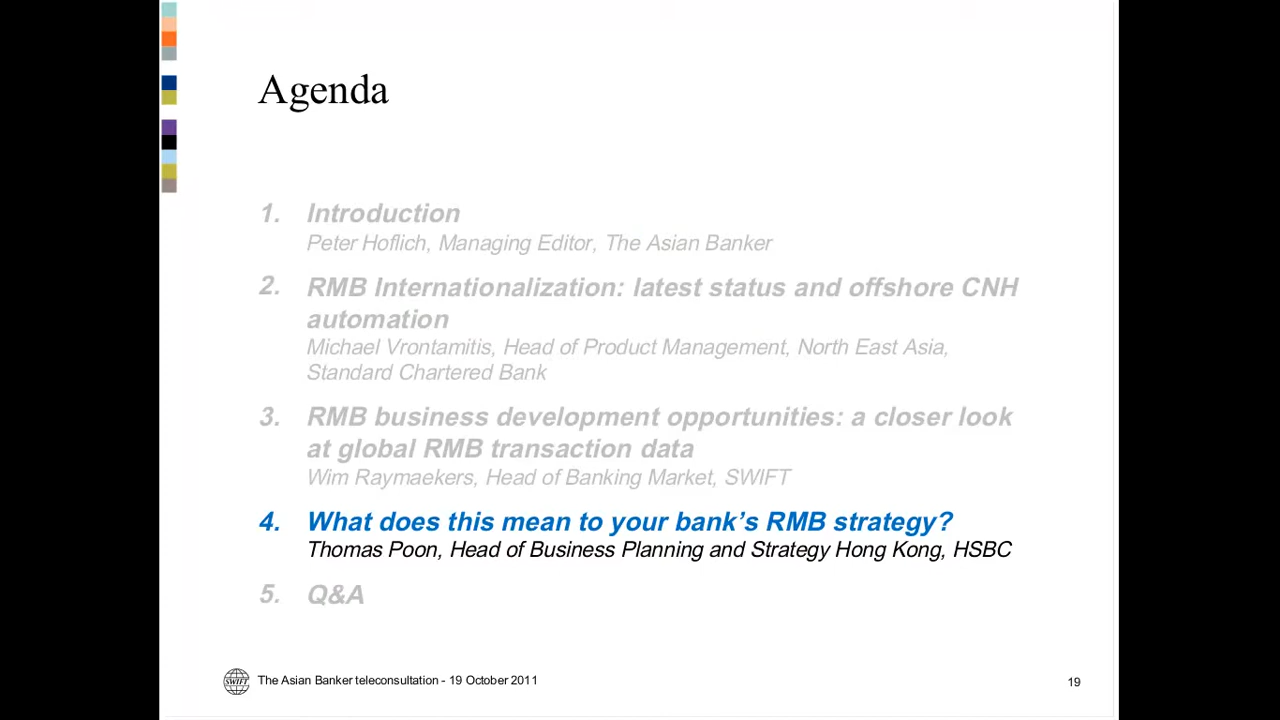 Agenda
1. Introduction
Peter Hoflich, Managing Editor, The Asian Banker
2. RMB Internationalization: latest status and offshore CNH
automation
Michael Vrontamitis, Head of Product Management, North East Asia,
Standard Chartered Bank
3. RMB business development opportunities: a closer look
at global RMB transaction data
Wim Raymaekers, Head of Banking Market, SWIFT
4. What does this mean to your bank's RMB strategy?
Thomas Poon, Head of Business Planning and Strategy Hong Kong, HSBC
5. Q&A
SWIFT
The Asian Banker teleconsultation - 19 October 2011
19